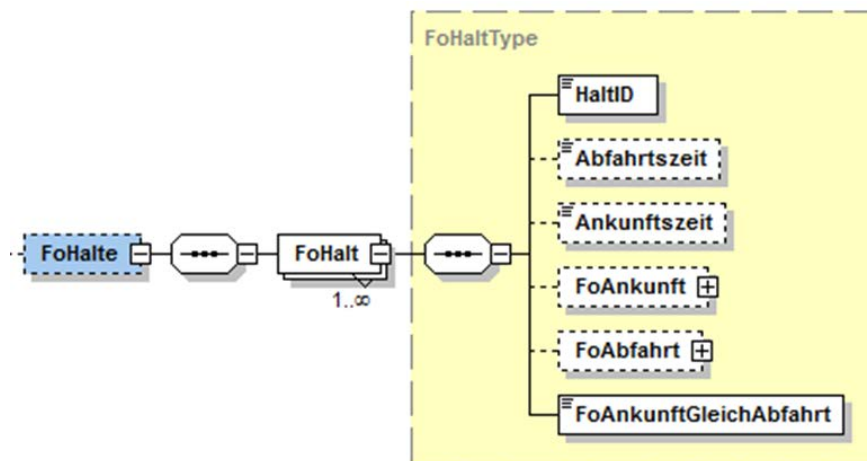 FoHaltType
HaltID
Abfahrtszeit
Ankunftszeit
FoHalte
FoHalt
1..∞
FoAnkunft
FoAbfahrt
FoAnkunftGleichAbfahrt